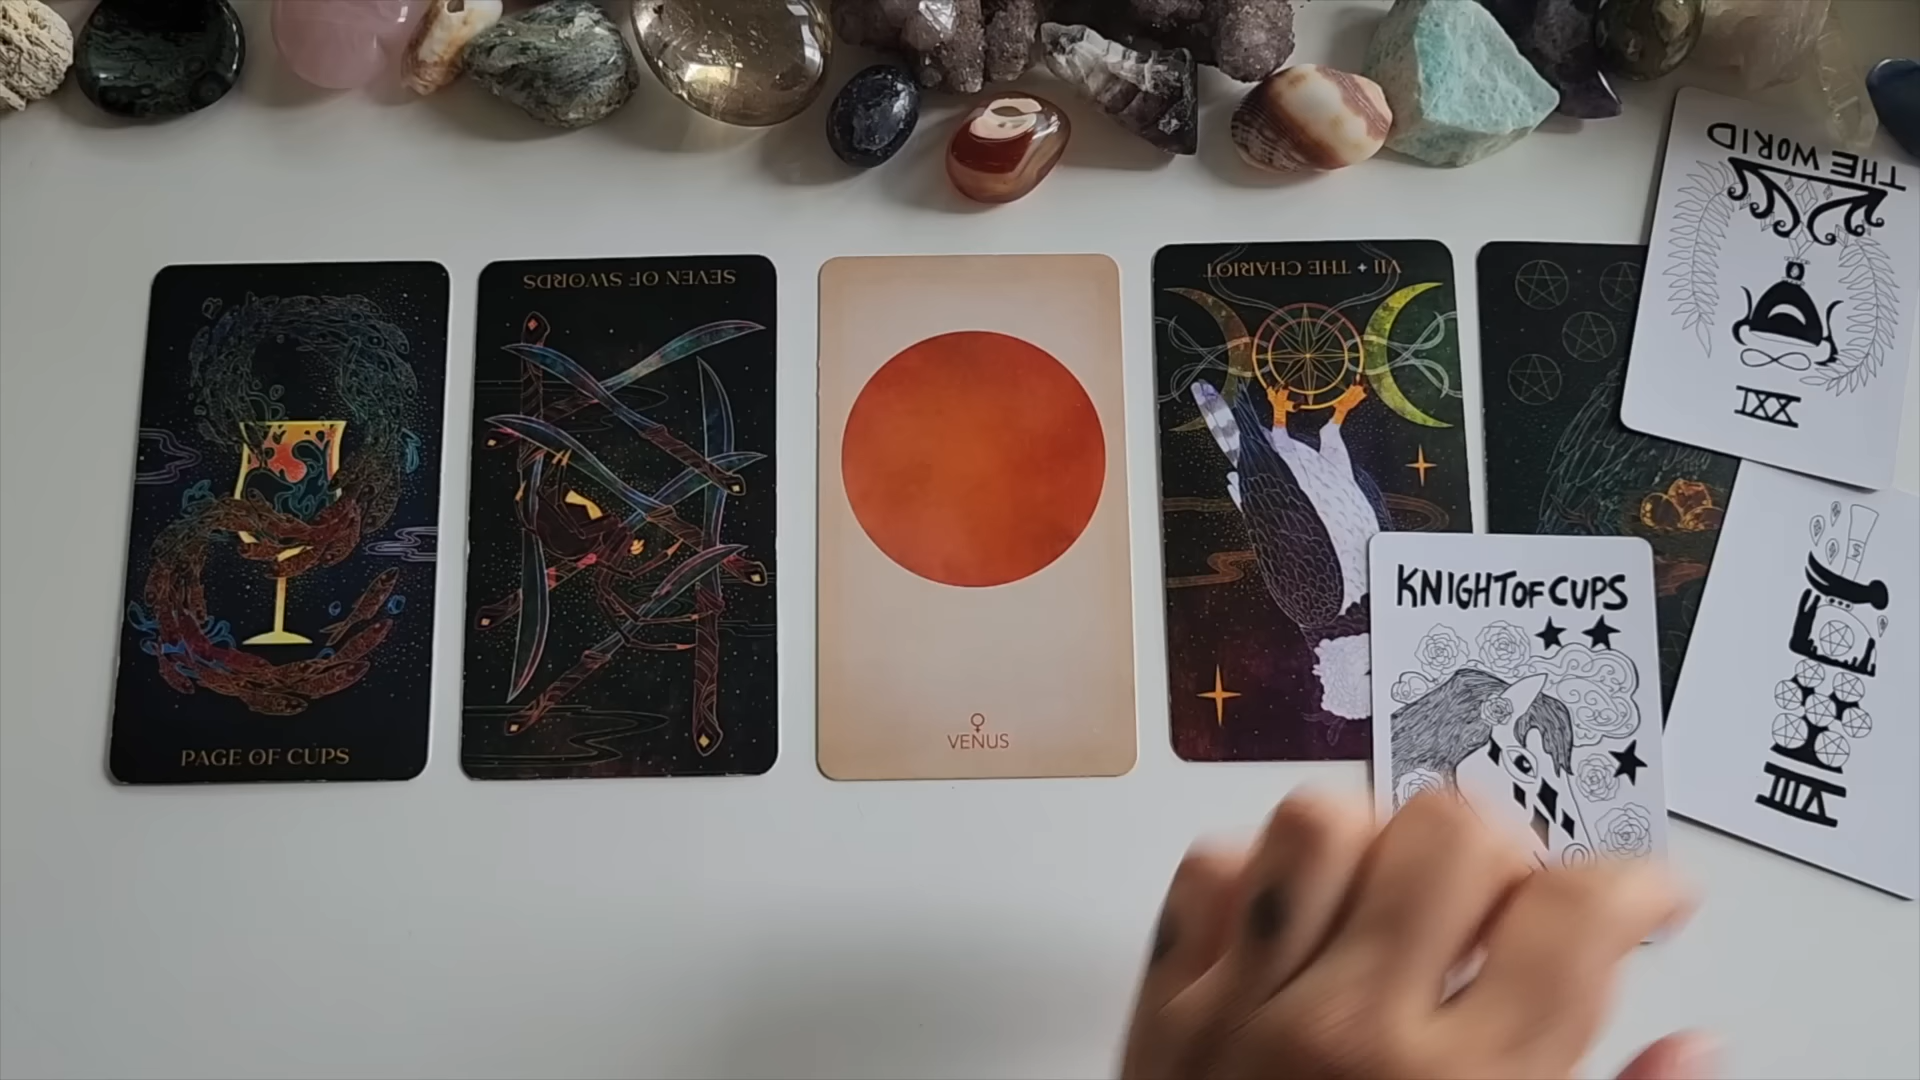 PAGE OF CUPS
SEVEN OF SWORDS
♀
VENUS
VII ✦ THE CHARIOT
KNIGHT OF CUPS
THE WORLD
XXI
VIII